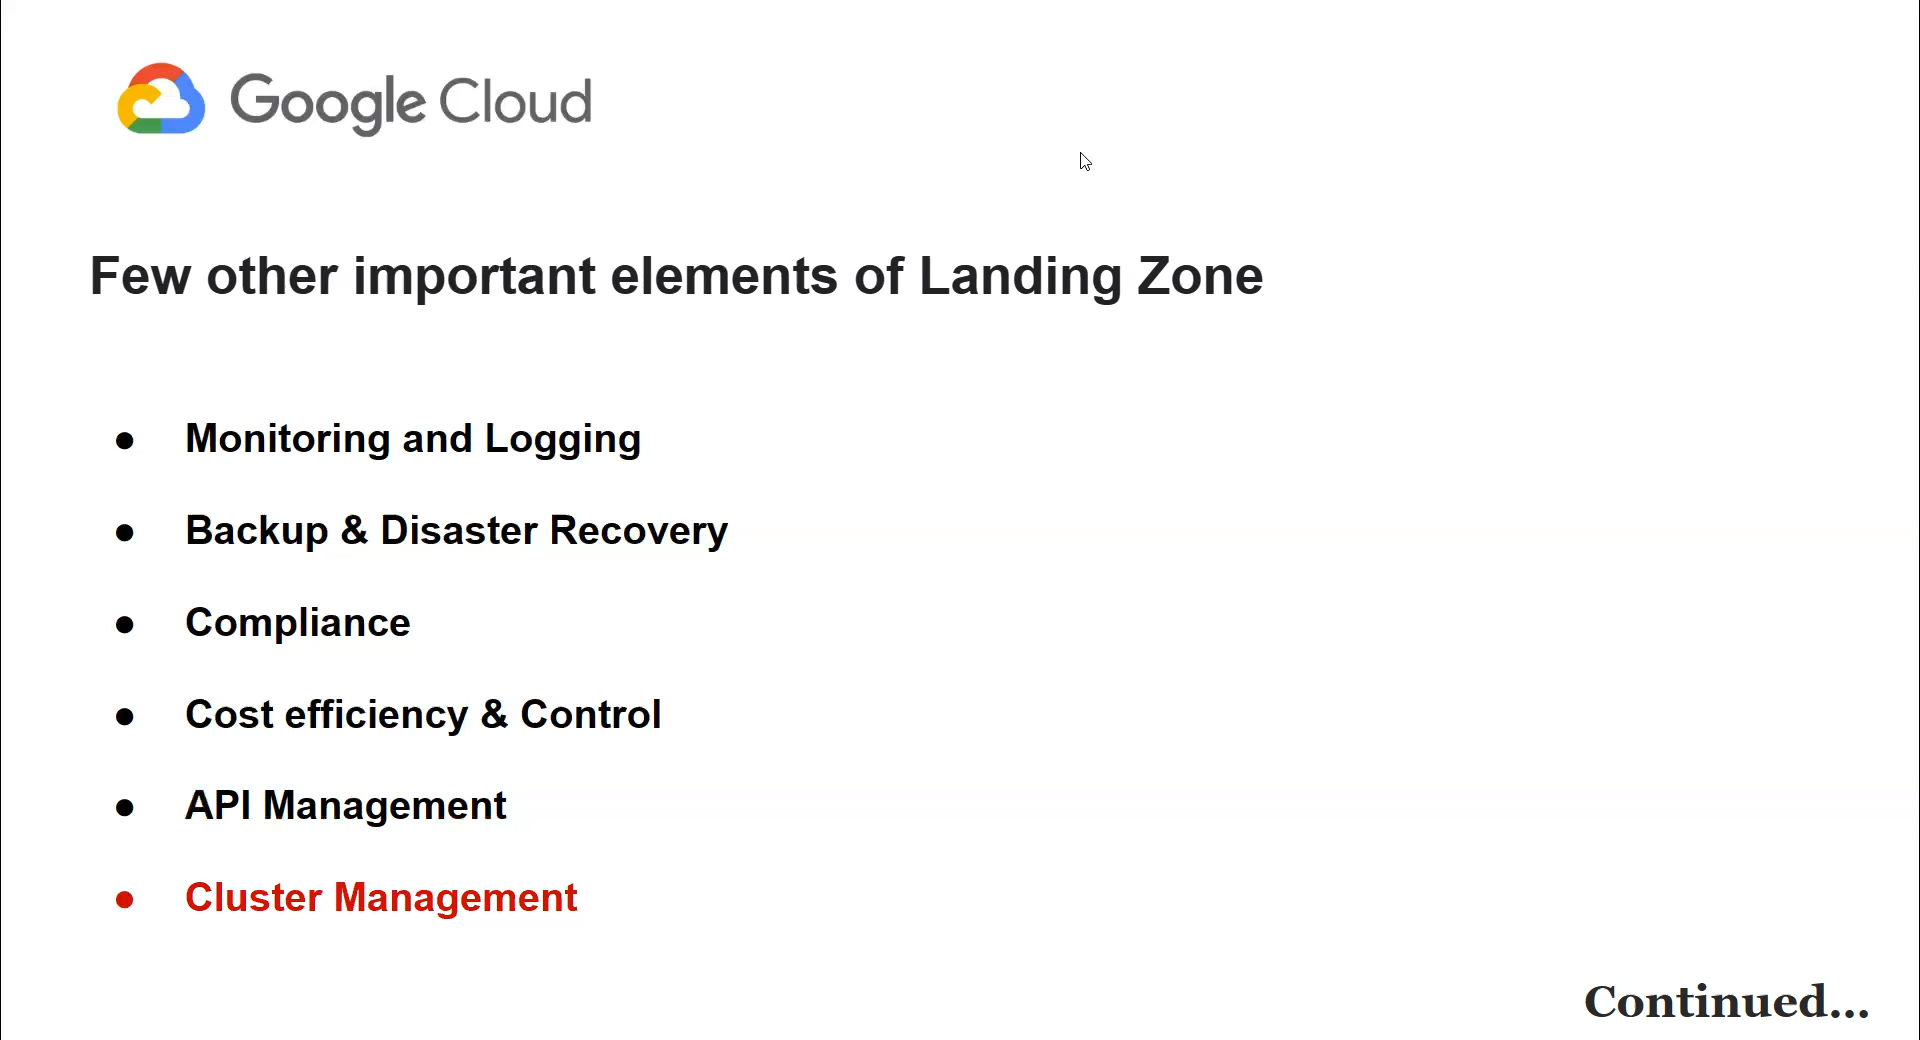 Google Cloud
Few other important elements of Landing Zone
● Monitoring and Logging
● Backup & Disaster Recovery
● Compliance
● Cost efficiency & Control
● API Management
● Cluster Management
Continued...